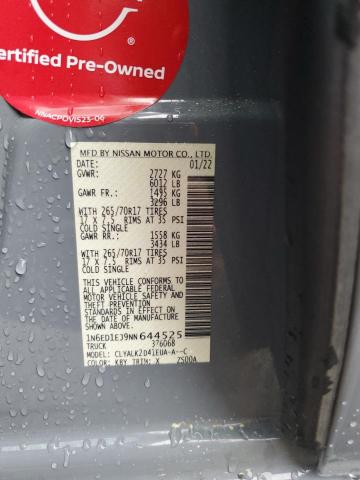 Certified Pre-Owned
NNACPOVIS23-06
MFD BY NISSAN MOTOR CO., LTD.
DATE: 01/22
GVWR: 2727 KG
6012 LB
GAWR FR.: 1495 KG
3296 LB
WITH 265/70R17 TIRES
17 X 7.5 RIMS AT 35 PSI
COLD SINGLE
GAWR RR.: 1558 KG
3434 LB
WITH 265/70R17 TIRES
17 X 7.5 RIMS AT 35 PSI
COLD SINGLE
THIS VEHICLE CONFORMS TO ALL
APPLICABLE FEDERAL MOTOR
VEHICLE SAFETY AND
THEFT PREVENTION
STANDARDS IN EFFECT ON
THE DATE OF MANUFACTURE
SHOWN ABOVE.
1N6ED1EJ9NN644525
TRUCK 376068
MODEL: CLYALK2D41EUA-A--C
COLOR: KBY TRIM: X Z500A